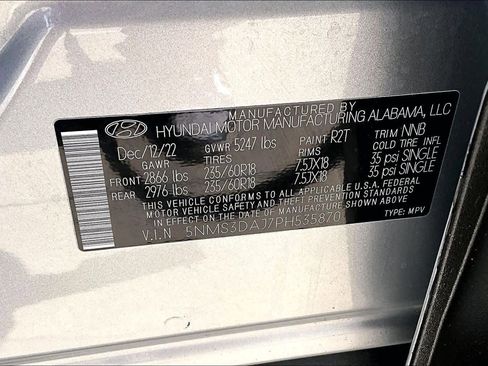 MANUFACTURED BY
HYUNDAI MOTOR MANUFACTURING ALABAMA, LLC
Dec/12/22 GVWR 5247 lbs PAINT R2T TRIM NNB
GAWR TIRES RIMS COLD TIRE INFL
FRONT 2866 lbs 235/60R18 7.5JX18 35 psi SINGLE
REAR 2976 lbs 235/60R18 7.5JX18 35 psi SINGLE
THIS VEHICLE CONFORMS TO ALL APPLICABLE U.S.A. FEDERAL
MOTOR VEHICLE SAFETY AND THEFT PREVENTION STANDARDS
IN EFFECT ON THE DATE OF MANUFACTURE SHOWN ABOVE.
V.I.N 5NMS3DAJ7PH535870 TYPE: MPV